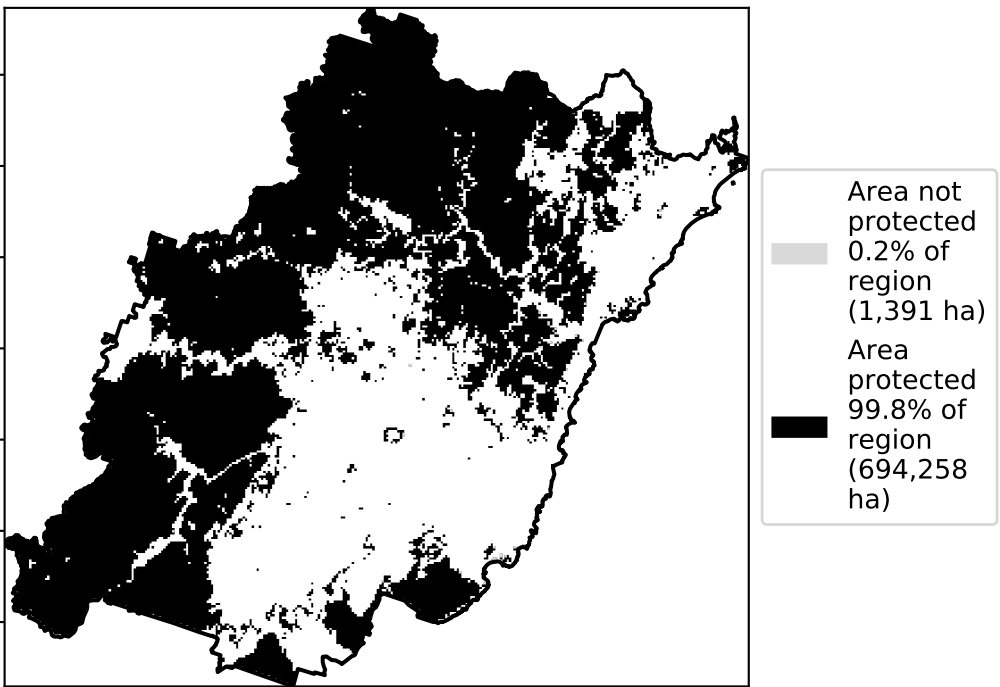 Area not
protected
0.2% of
region
(1,391 ha)
Area
protected
99.8% of
region
(694,258
ha)